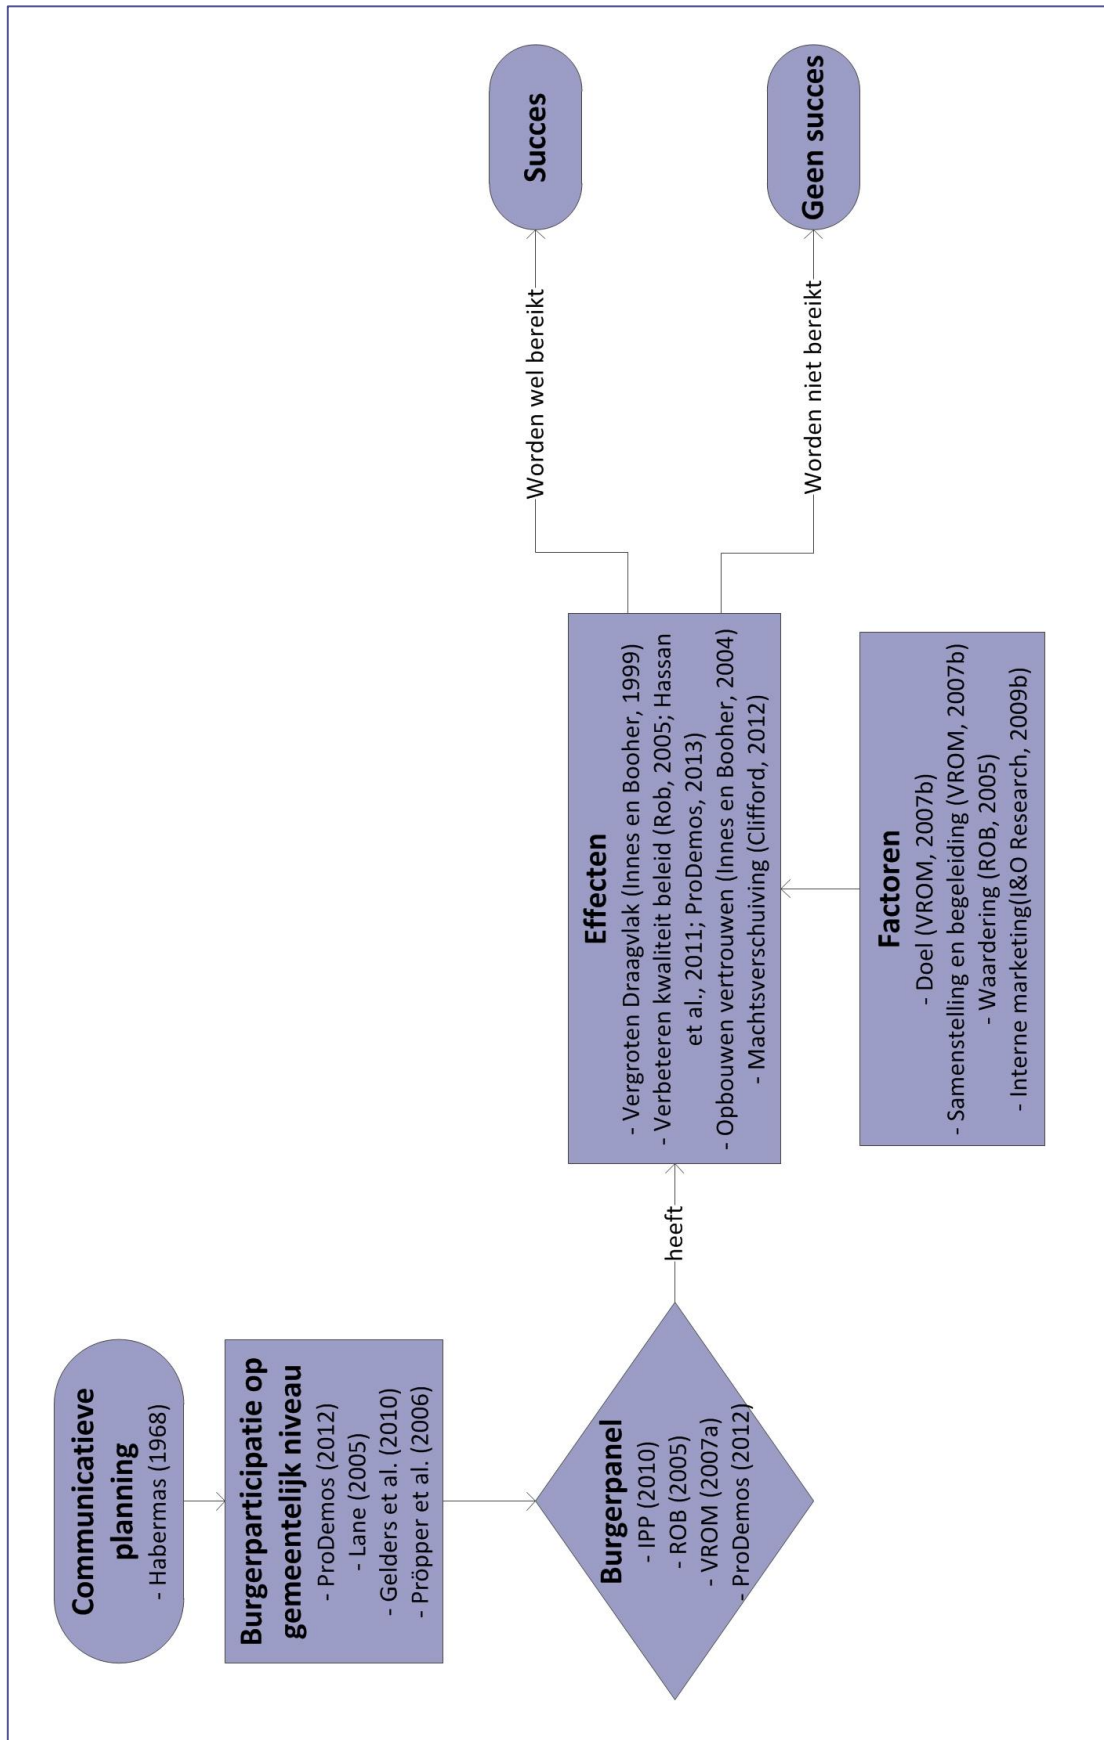 Communicatieve
planning
- Habermas (1968)
Burgerparticipatie op
gemeentelijk niveau
- ProDemos (2012)
- Lane (2005)
- Gelders et al. (2010)
- Pröpper et al. (2006)
Burgerpanel
- IPP (2010)
- ROB (2005)
- VROM (2007a)
- ProDemos (2012)
heeft
Effecten
- Vergroten Draagvlak (Innes en Booher, 1999)
- Verbeteren kwaliteit beleid (Rob, 2005; Hassan
et al., 2011; ProDemos, 2013)
- Opbouwen vertrouwen (Innes en Booher, 2004)
- Machtsverschuiving (Clifford, 2012)
Factoren
- Doel (VROM, 2007b)
- Samenstelling en begeleiding (VROM, 2007b)
- Waardering (ROB, 2005)
- Interne marketing(I&O Research, 2009b)
Worden wel bereikt
Succes
Worden niet bereikt
Geen succes